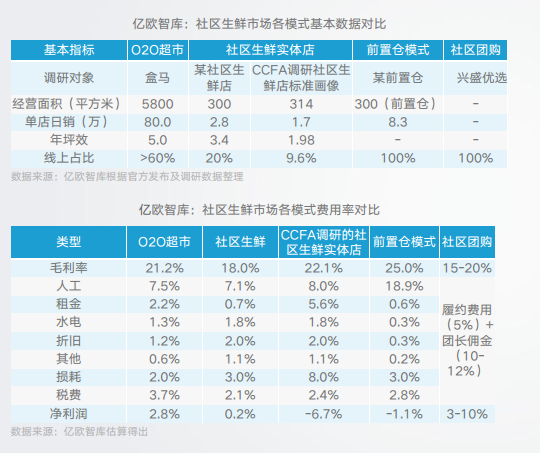 亿欧智库：社区生鲜市场各模式基本数据对比
基本指标 O2O超市 社区生鲜实体店 前置仓模式 社区团购
调研对象 盒马 某社区生鲜店 CCFA调研社区生鲜店标准画像 某前置仓 兴盛优选
经营面积（平方米） 5800 300 314 300（前置仓） -
单店日销（万） 80.0 2.8 1.7 8.3 -
年坪效 5.0 3.4 1.98 - -
线上占比 >60% 20% 9.6% 100% 100%
数据来源：亿欧智库根据官方发布及调研数据整理
亿欧智库：社区生鲜市场各模式费用率对比
类型 O2O超市 社区生鲜 CCFA调研的社区生鲜实体店 前置仓模式 社区团购
毛利率 21.2% 18.0% 22.1% 25.0% 15-20%
人工 7.5% 7.1% 8.0% 18.9%
租金 2.2% 0.7% 5.6% 0.6%
水电 1.3% 1.8% 1.8% 0.3%
折旧 1.2% 2.0% 2.0% 0.3%
其他 0.6% 1.1% 1.1% 0.2%
损耗 2.0% 3.0% 8.0% 3.0%
税费 3.7% 2.1% 2.4% 2.8%
履约费用
（5%）+
团长佣金
（10-
12%）
净利润 2.8% 0.2% -6.7% -1.1% 3-10%
数据来源：亿欧智库估算得出